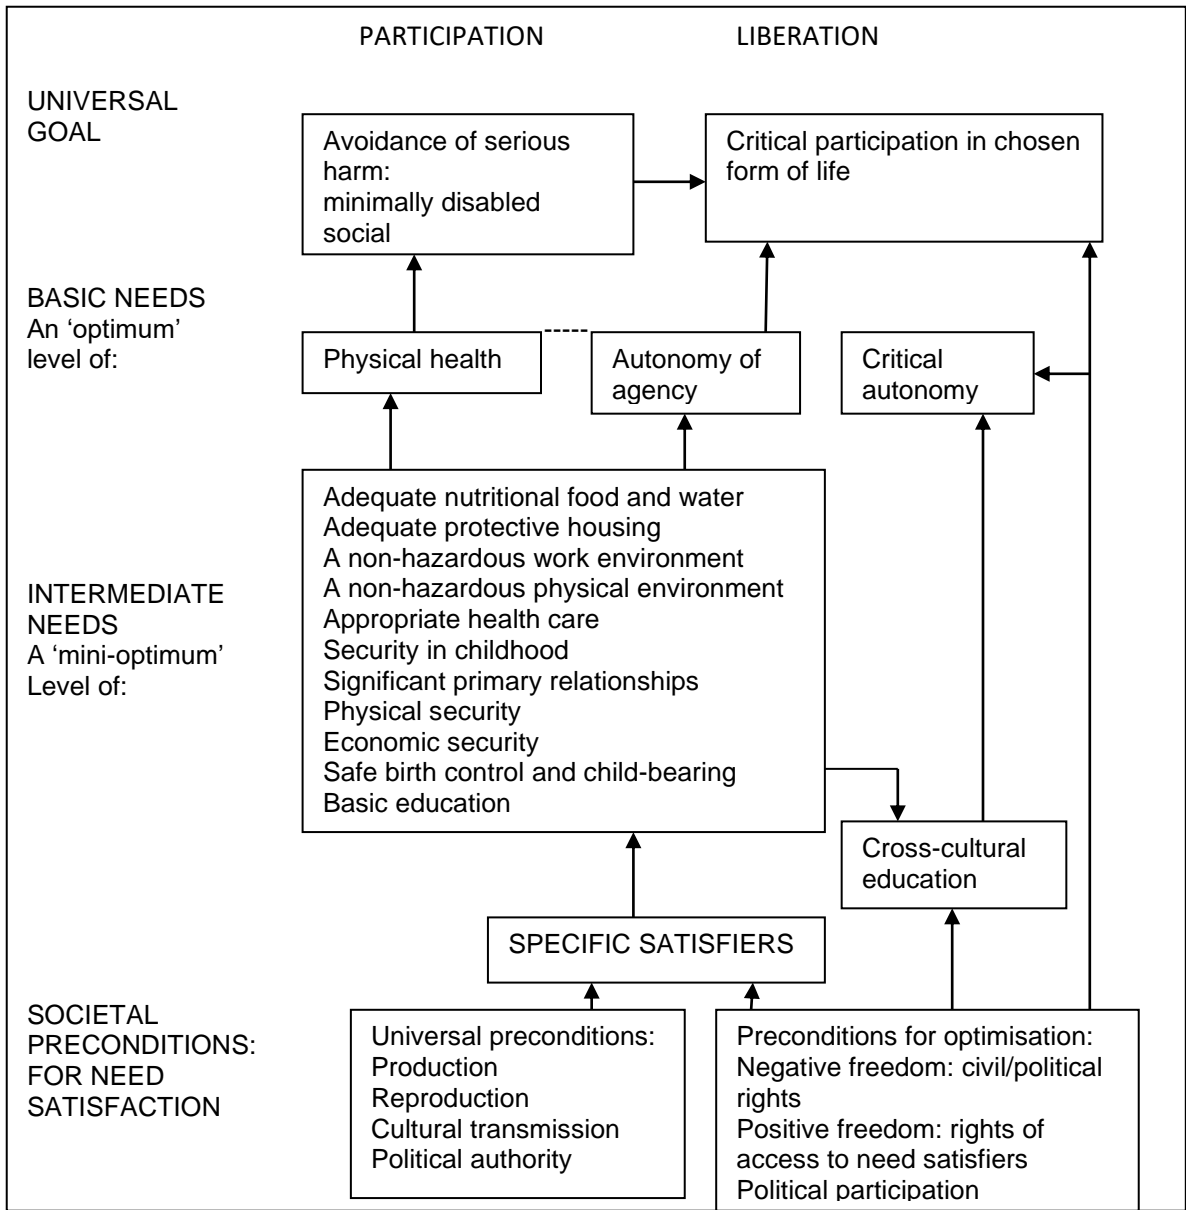 PARTICIPATION
LIBERATION
UNIVERSAL
GOAL
Avoidance of serious
harm:
minimally disabled
social
Critical participation in chosen
form of life
BASIC NEEDS
An ‘optimum’
level of:
Physical health
Autonomy of
agency
Critical
autonomy
INTERMEDIATE
NEEDS
A ‘mini-optimum’
Level of:
Adequate nutritional food and water
Adequate protective housing
A non-hazardous work environment
A non-hazardous physical environment
Appropriate health care
Security in childhood
Significant primary relationships
Physical security
Economic security
Safe birth control and child-bearing
Basic education
Cross-cultural
education
SPECIFIC SATISFIERS
SOCIETAL
PRECONDITIONS:
FOR NEED
SATISFACTION
Universal preconditions:
Production
Reproduction
Cultural transmission
Political authority
Preconditions for optimisation:
Negative freedom: civil/political
rights
Positive freedom: rights of
access to need satisfiers
Political participation